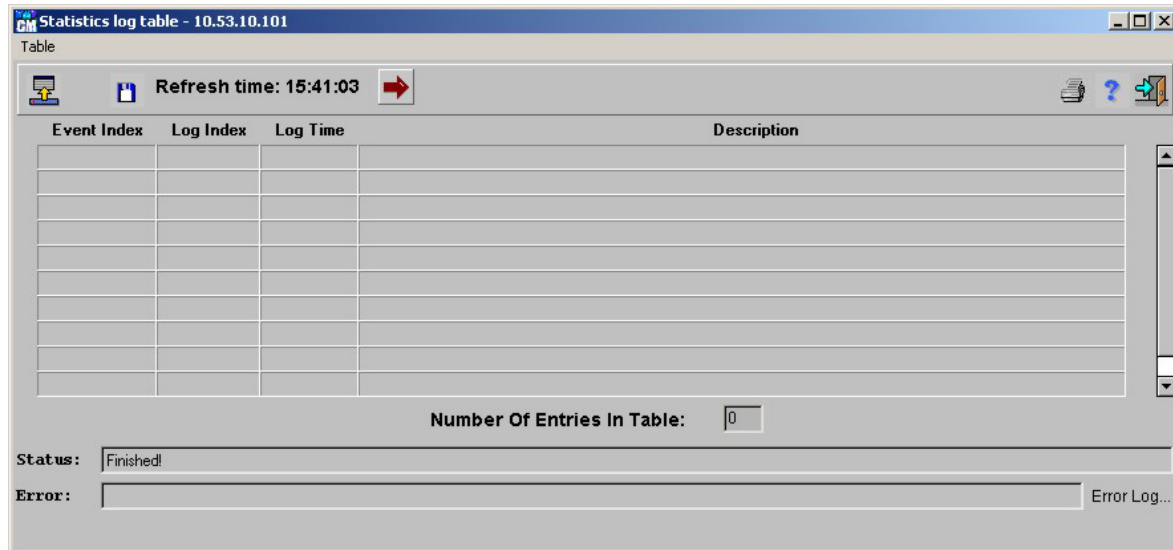 GM Statistics log table - 10.53.10.101
Table
Refresh time: 15:41:03
?
Event Index Log Index Log Time Description
Number Of Entries In Table: 0
Status: Finished!
Error: Error Log...